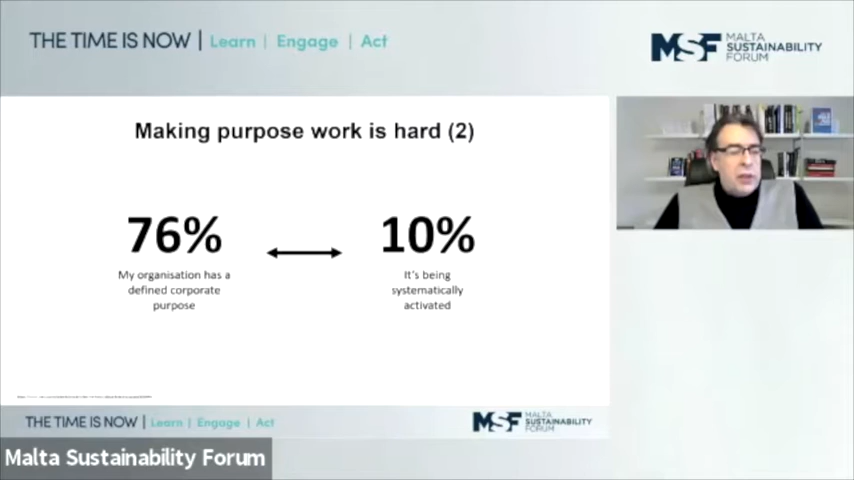 THE TIME IS NOW | Learn | Engage | Act
MSF MALTA
SUSTAINABILITY
FORUM
Making purpose work is hard (2)
76%
My organisation has a
defined corporate
purpose
10%
It's being
systematically
activated
THE TIME IS NOW | Learn | Engage | Act
MSF MALTA
SUSTAINABILITY
FORUM
Malta Sustainability Forum